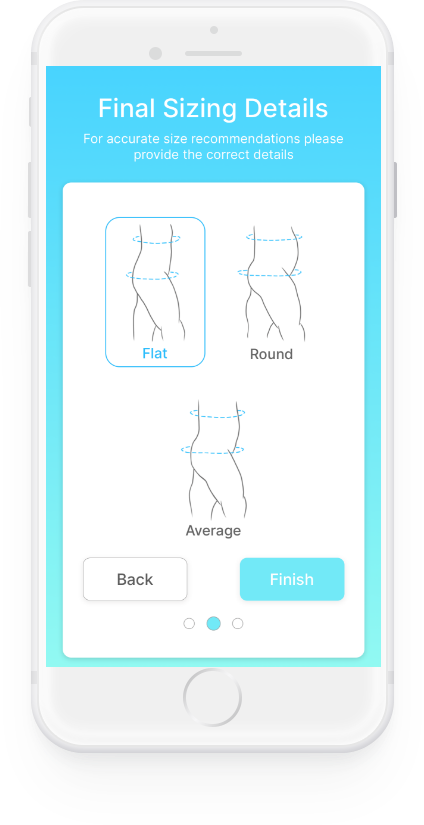 Final Sizing Details
For accurate size recommendations please
provide the correct details
Flat
Round
Average
Back
Finish